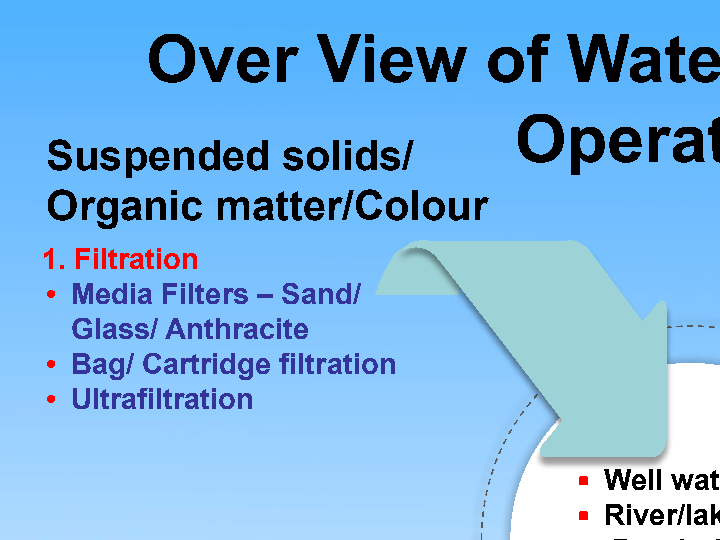 Over View of Wate
Operat
Suspended solids/
Organic matter/Colour
1. Filtration
• Media Filters – Sand/
Glass/ Anthracite
• Bag/ Cartridge filtration
• Ultrafiltration
▪ Well wat
▪ River/lak